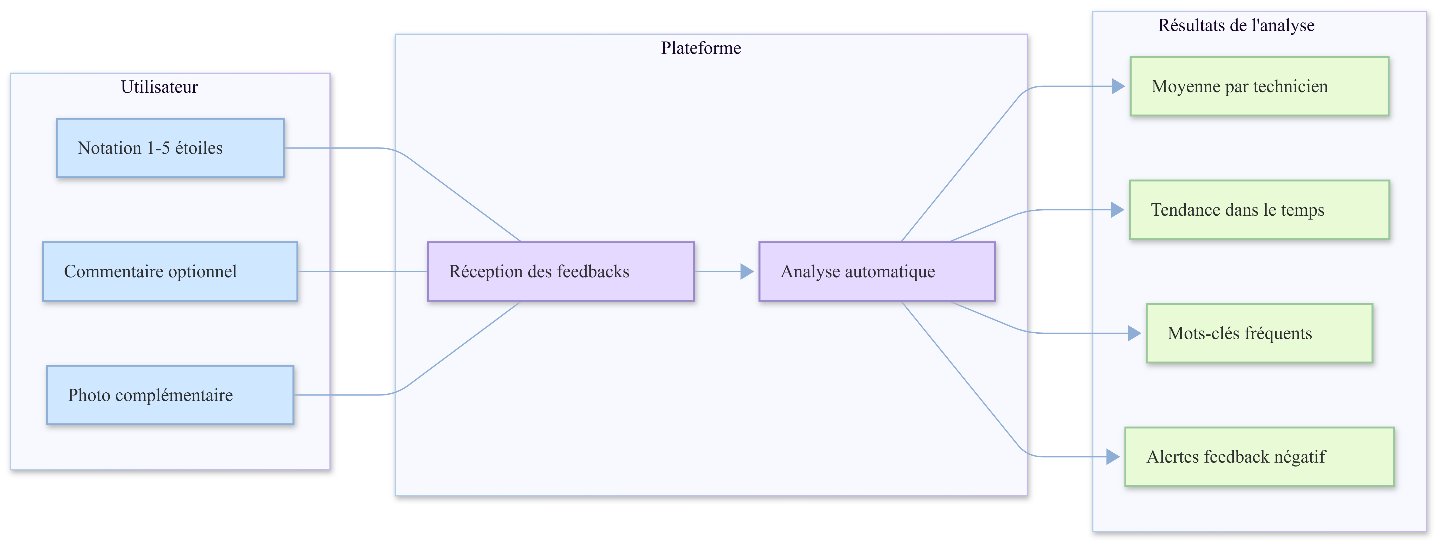 Utilisateur
Notation 1-5 étoiles
Commentaire optionnel
Photo complémentaire
Plateforme
Réception des feedbacks
Analyse automatique
Résultats de l'analyse
Moyenne par technicien
Tendance dans le temps
Mots-clés fréquents
Alertes feedback négatif